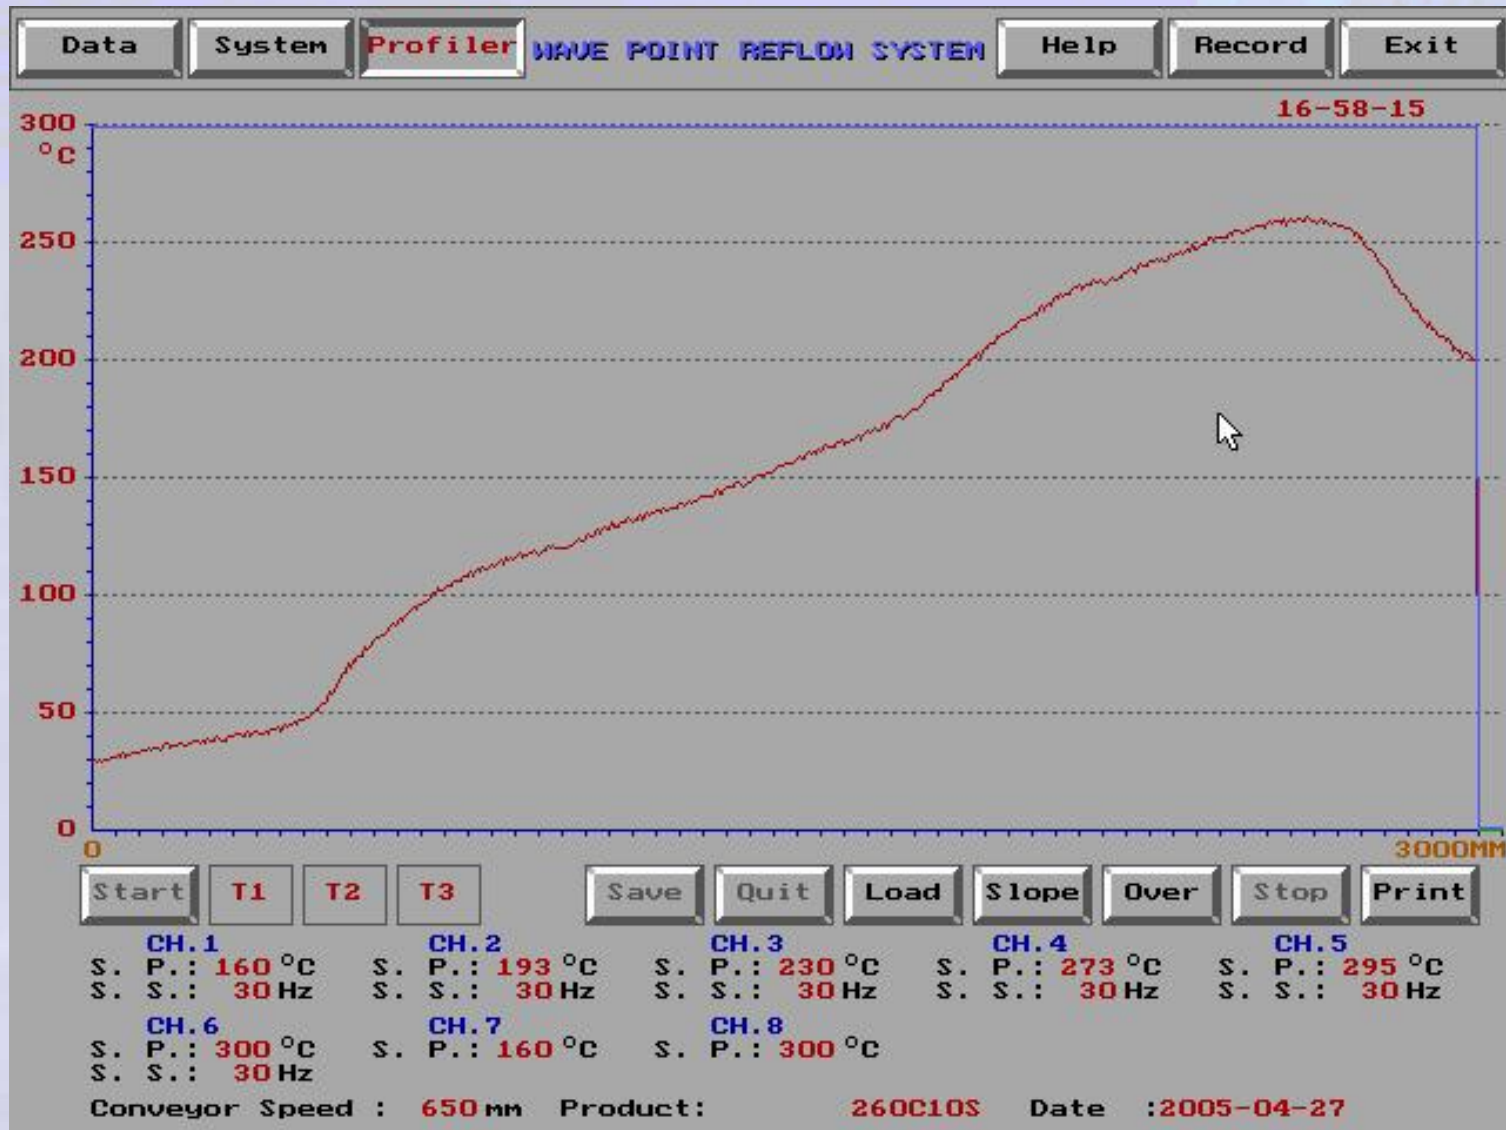 Data System Profiler WAVE POINT REFLOW SYSTEM Help Record Exit
16-58-15
300
°C
250
200
150
100
50
0
0 3000MM
Start T1 T2 T3 Save Quit Load Slope Over Stop Print
CH.1 CH.2 CH.3 CH.4 CH.5
S. P.: 160 °C S. P.: 193 °C S. P.: 230 °C S. P.: 273 °C S. P.: 295 °C
S. S.: 30 Hz S. S.: 30 Hz S. S.: 30 Hz S. S.: 30 Hz S. S.: 30 Hz
CH.6 CH.7 CH.8
S. P.: 300 °C S. P.: 160 °C S. P.: 300 °C
S. S.: 30 Hz
Conveyor Speed : 650 mm Product: 260C10S Date :2005-04-27